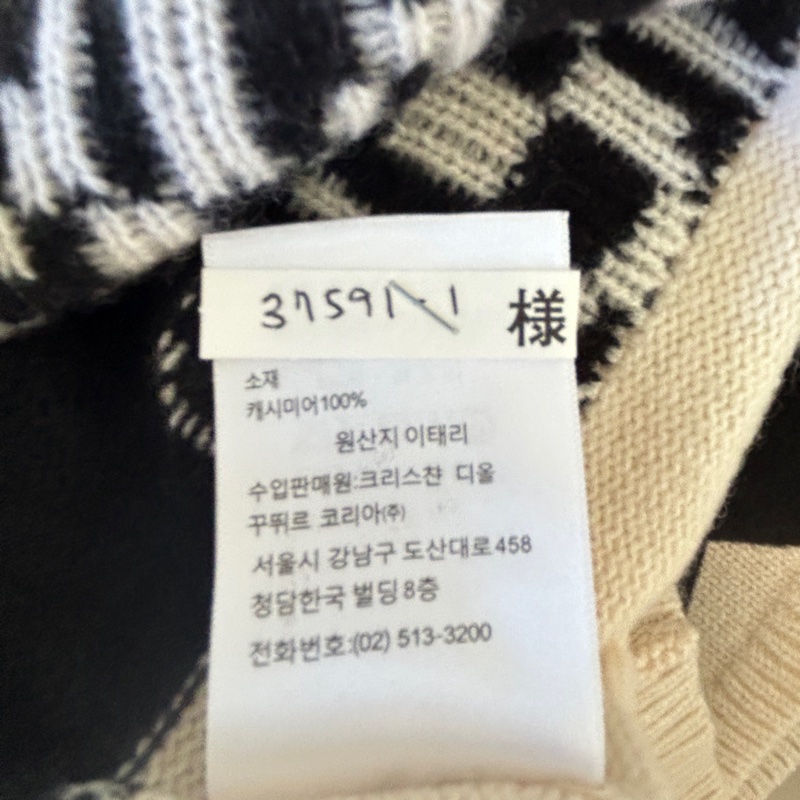 37591-1 様
소재
캐시미어100%
원산지 이태리
수입판매원:크리스챤 디올
꾸뛰르 코리아㈜
서울시 강남구 도산대로458
청담한국 빌딩8층
전화번호:(02) 513-3200